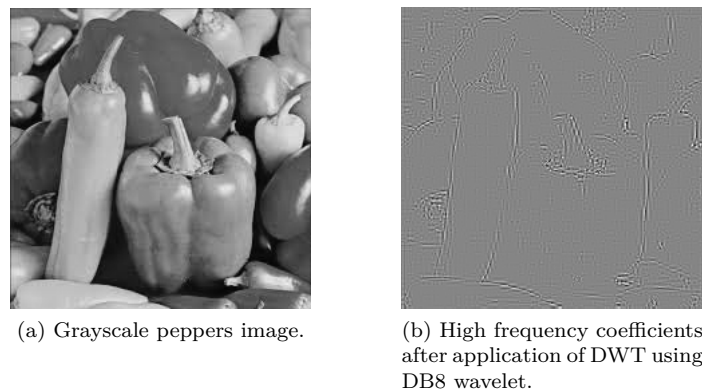 (a) Grayscale peppers image.
(b) High frequency coefficients
after application of DWT using
DB8 wavelet.